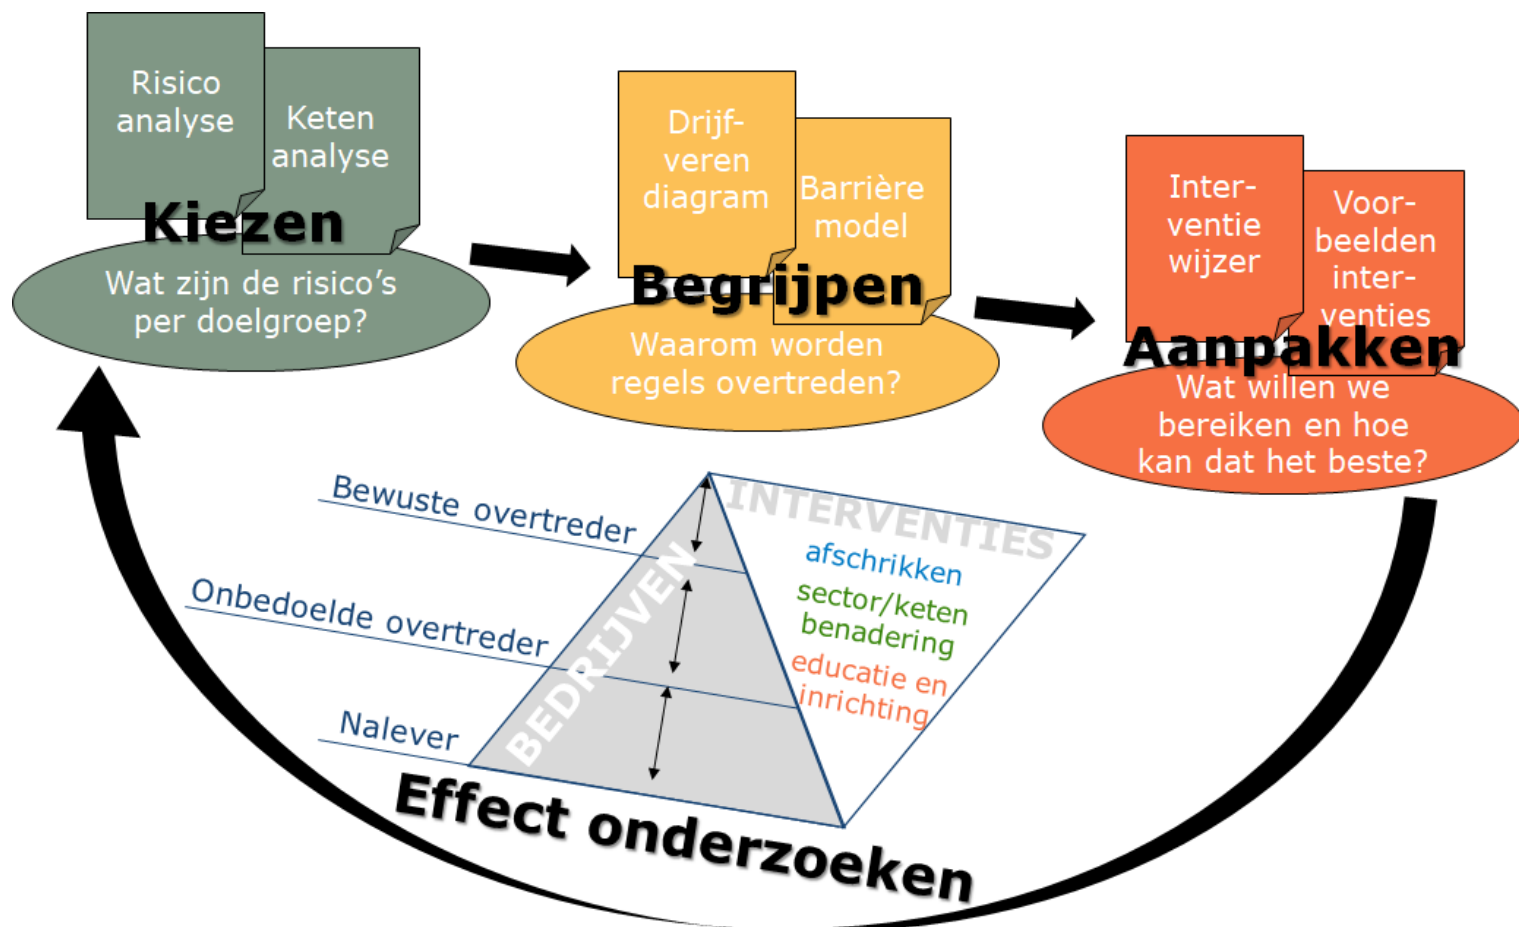 Risico
analyse
Keten
analyse
Kiezen
Wat zijn de risico's
per doelgroep?
Drijf-
veren
diagram
Barrière
model
Begrijpen
Waarom worden
regels overtreden?
Inter-
ventie
wijzer
Voor-
beelden
inter-
venties
Aanpakken
Wat willen we
bereiken en hoe
kan dat het beste?
Bewuste overtreder
Onbedoelde overtreder
Nalever
BEDRIJVEN
INTERVENTIES
afschrikken
sector/keten
benadering
educatie en
inrichting
Effect onderzoeken